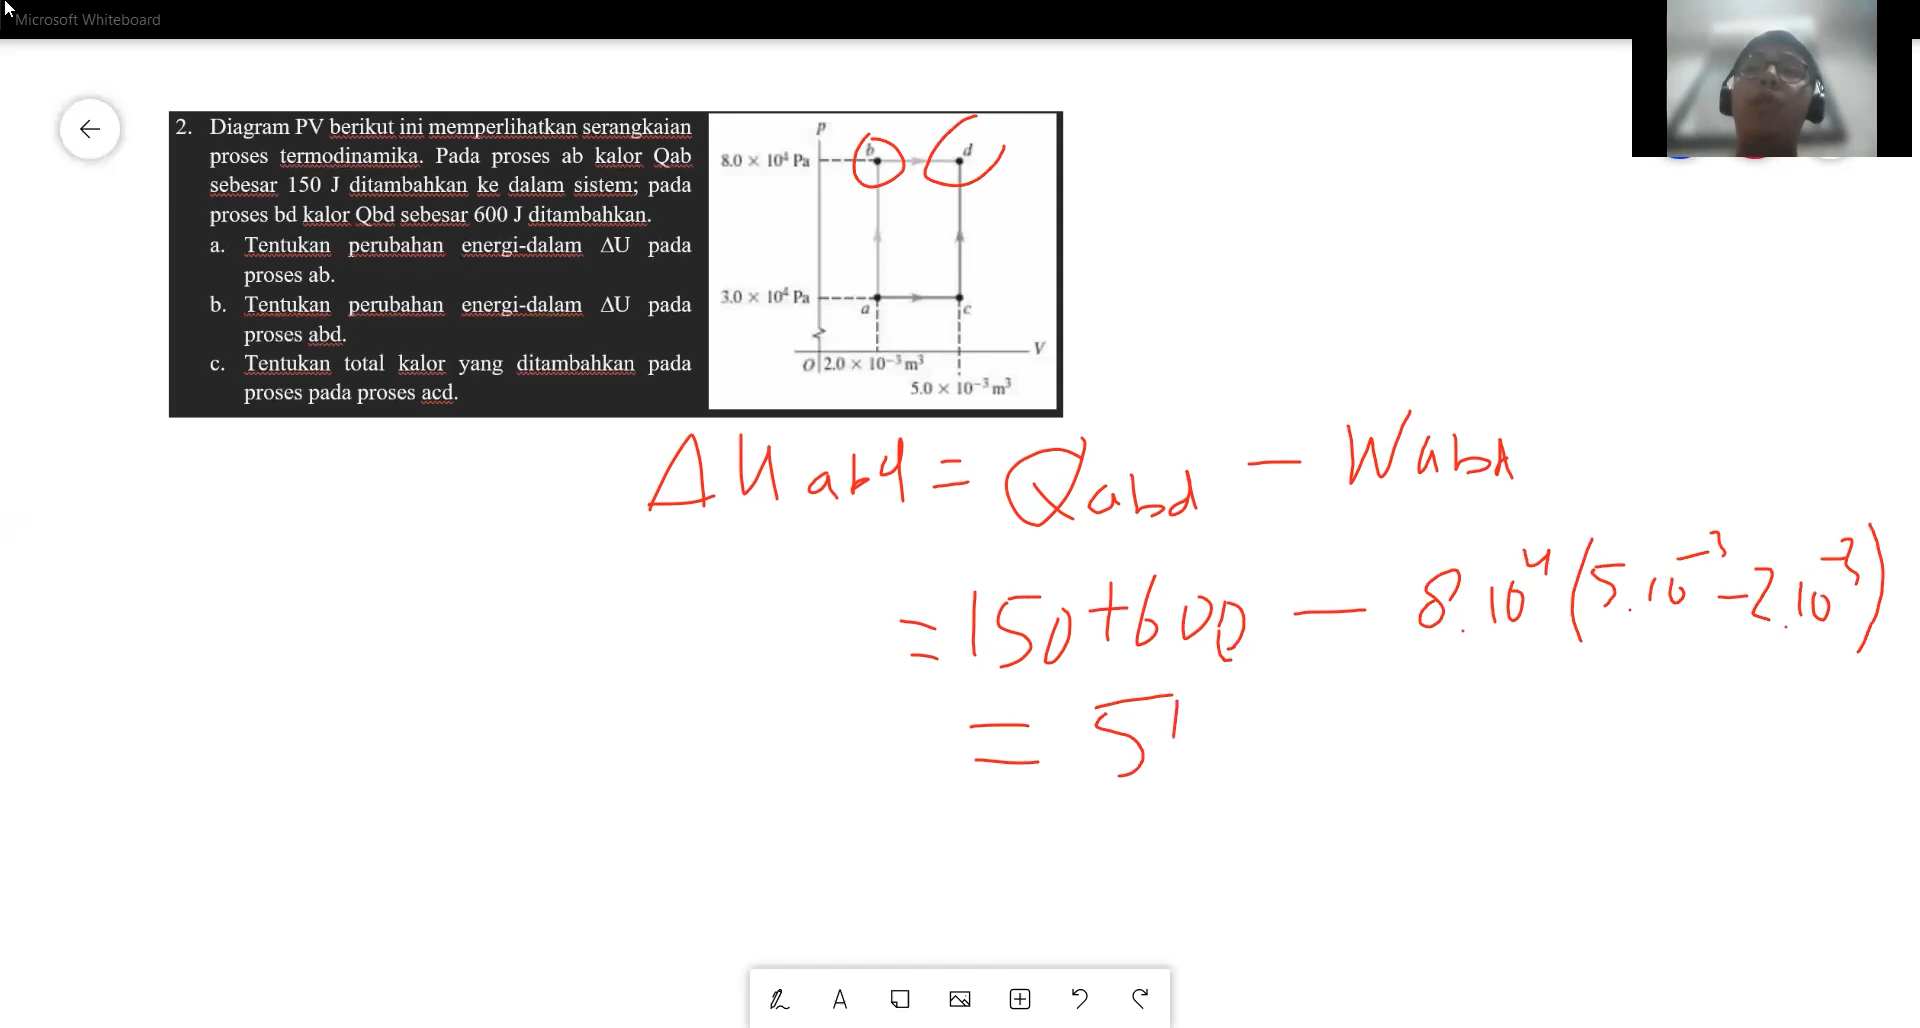 Microsoft Whiteboard
2. Diagram PV berikut ini memperlihatkan serangkaian
proses termodinamika. Pada proses ab kalor Qab
sebesar 150 J ditambahkan ke dalam sistem; pada
proses bd kalor Qbd sebesar 600 J ditambahkan.
a. Tentukan perubahan energi-dalam ΔU pada
proses ab.
b. Tentukan perubahan energi-dalam ΔU pada
proses abd.
c. Tentukan total kalor yang ditambahkan pada
proses pada proses acd.
p
8.0 × 10⁴ Pa b d
3.0 × 10⁴ Pa
a c
V
O 2.0 × 10⁻³ m³
5.0 × 10⁻³ m³
ΔU abd = Qabd — Wabd
= 150 + 600 — 8.10⁴ (5.10⁻³ – 2.10⁻³)
= 51
A